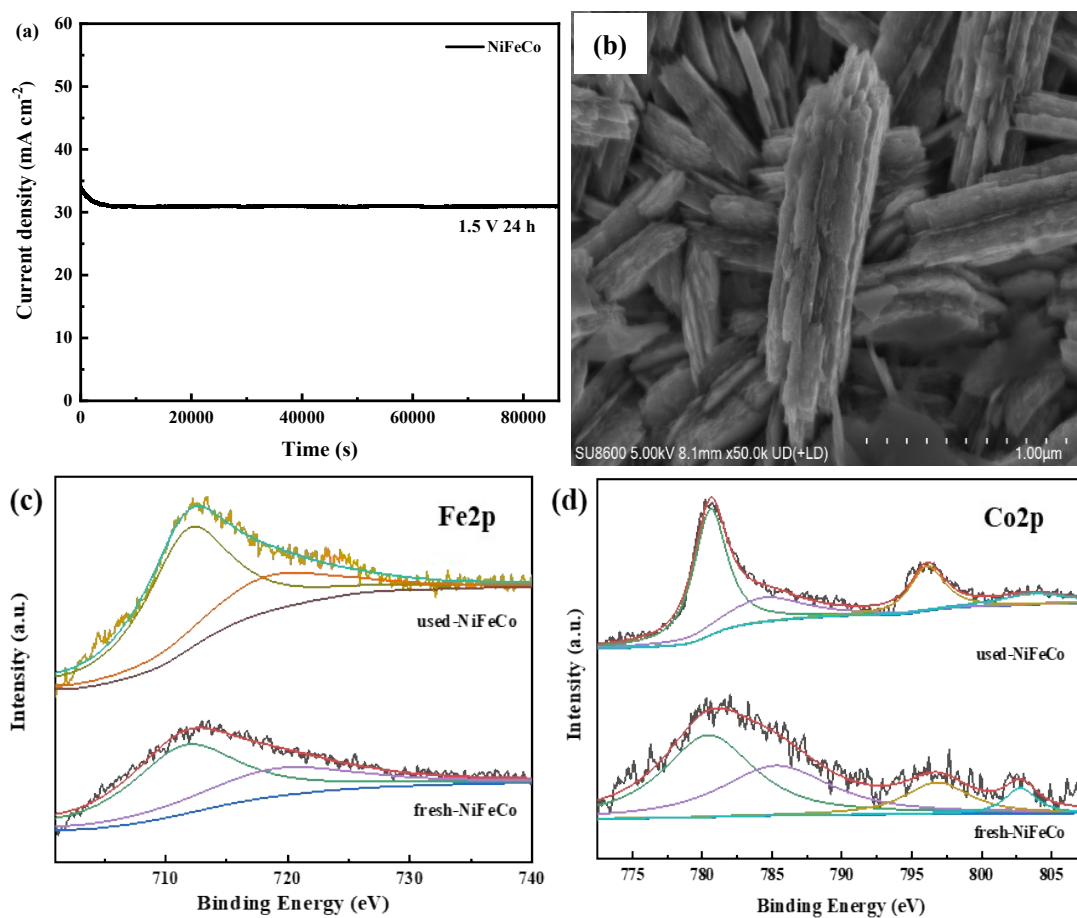 (a)
60
NiFeCo
50
40
30
1.5 V 24 h
20
10
0
0 20000 40000 60000 80000
Time (s)
Current density (mA cm-2)
(b)
SU8600 5.00kV 8.1mm x50.0k UD(+LD) 1.00μm
(c)
Fe2p
used-NiFeCo
fresh-NiFeCo
Intensity (a.u.)
710 720 730 740
Binding Energy (eV)
(d)
Co2p
used-NiFeCo
fresh-NiFeCo
Intensity (a.u.)
775 780 785 790 795 800 805
Binding Energy (eV)